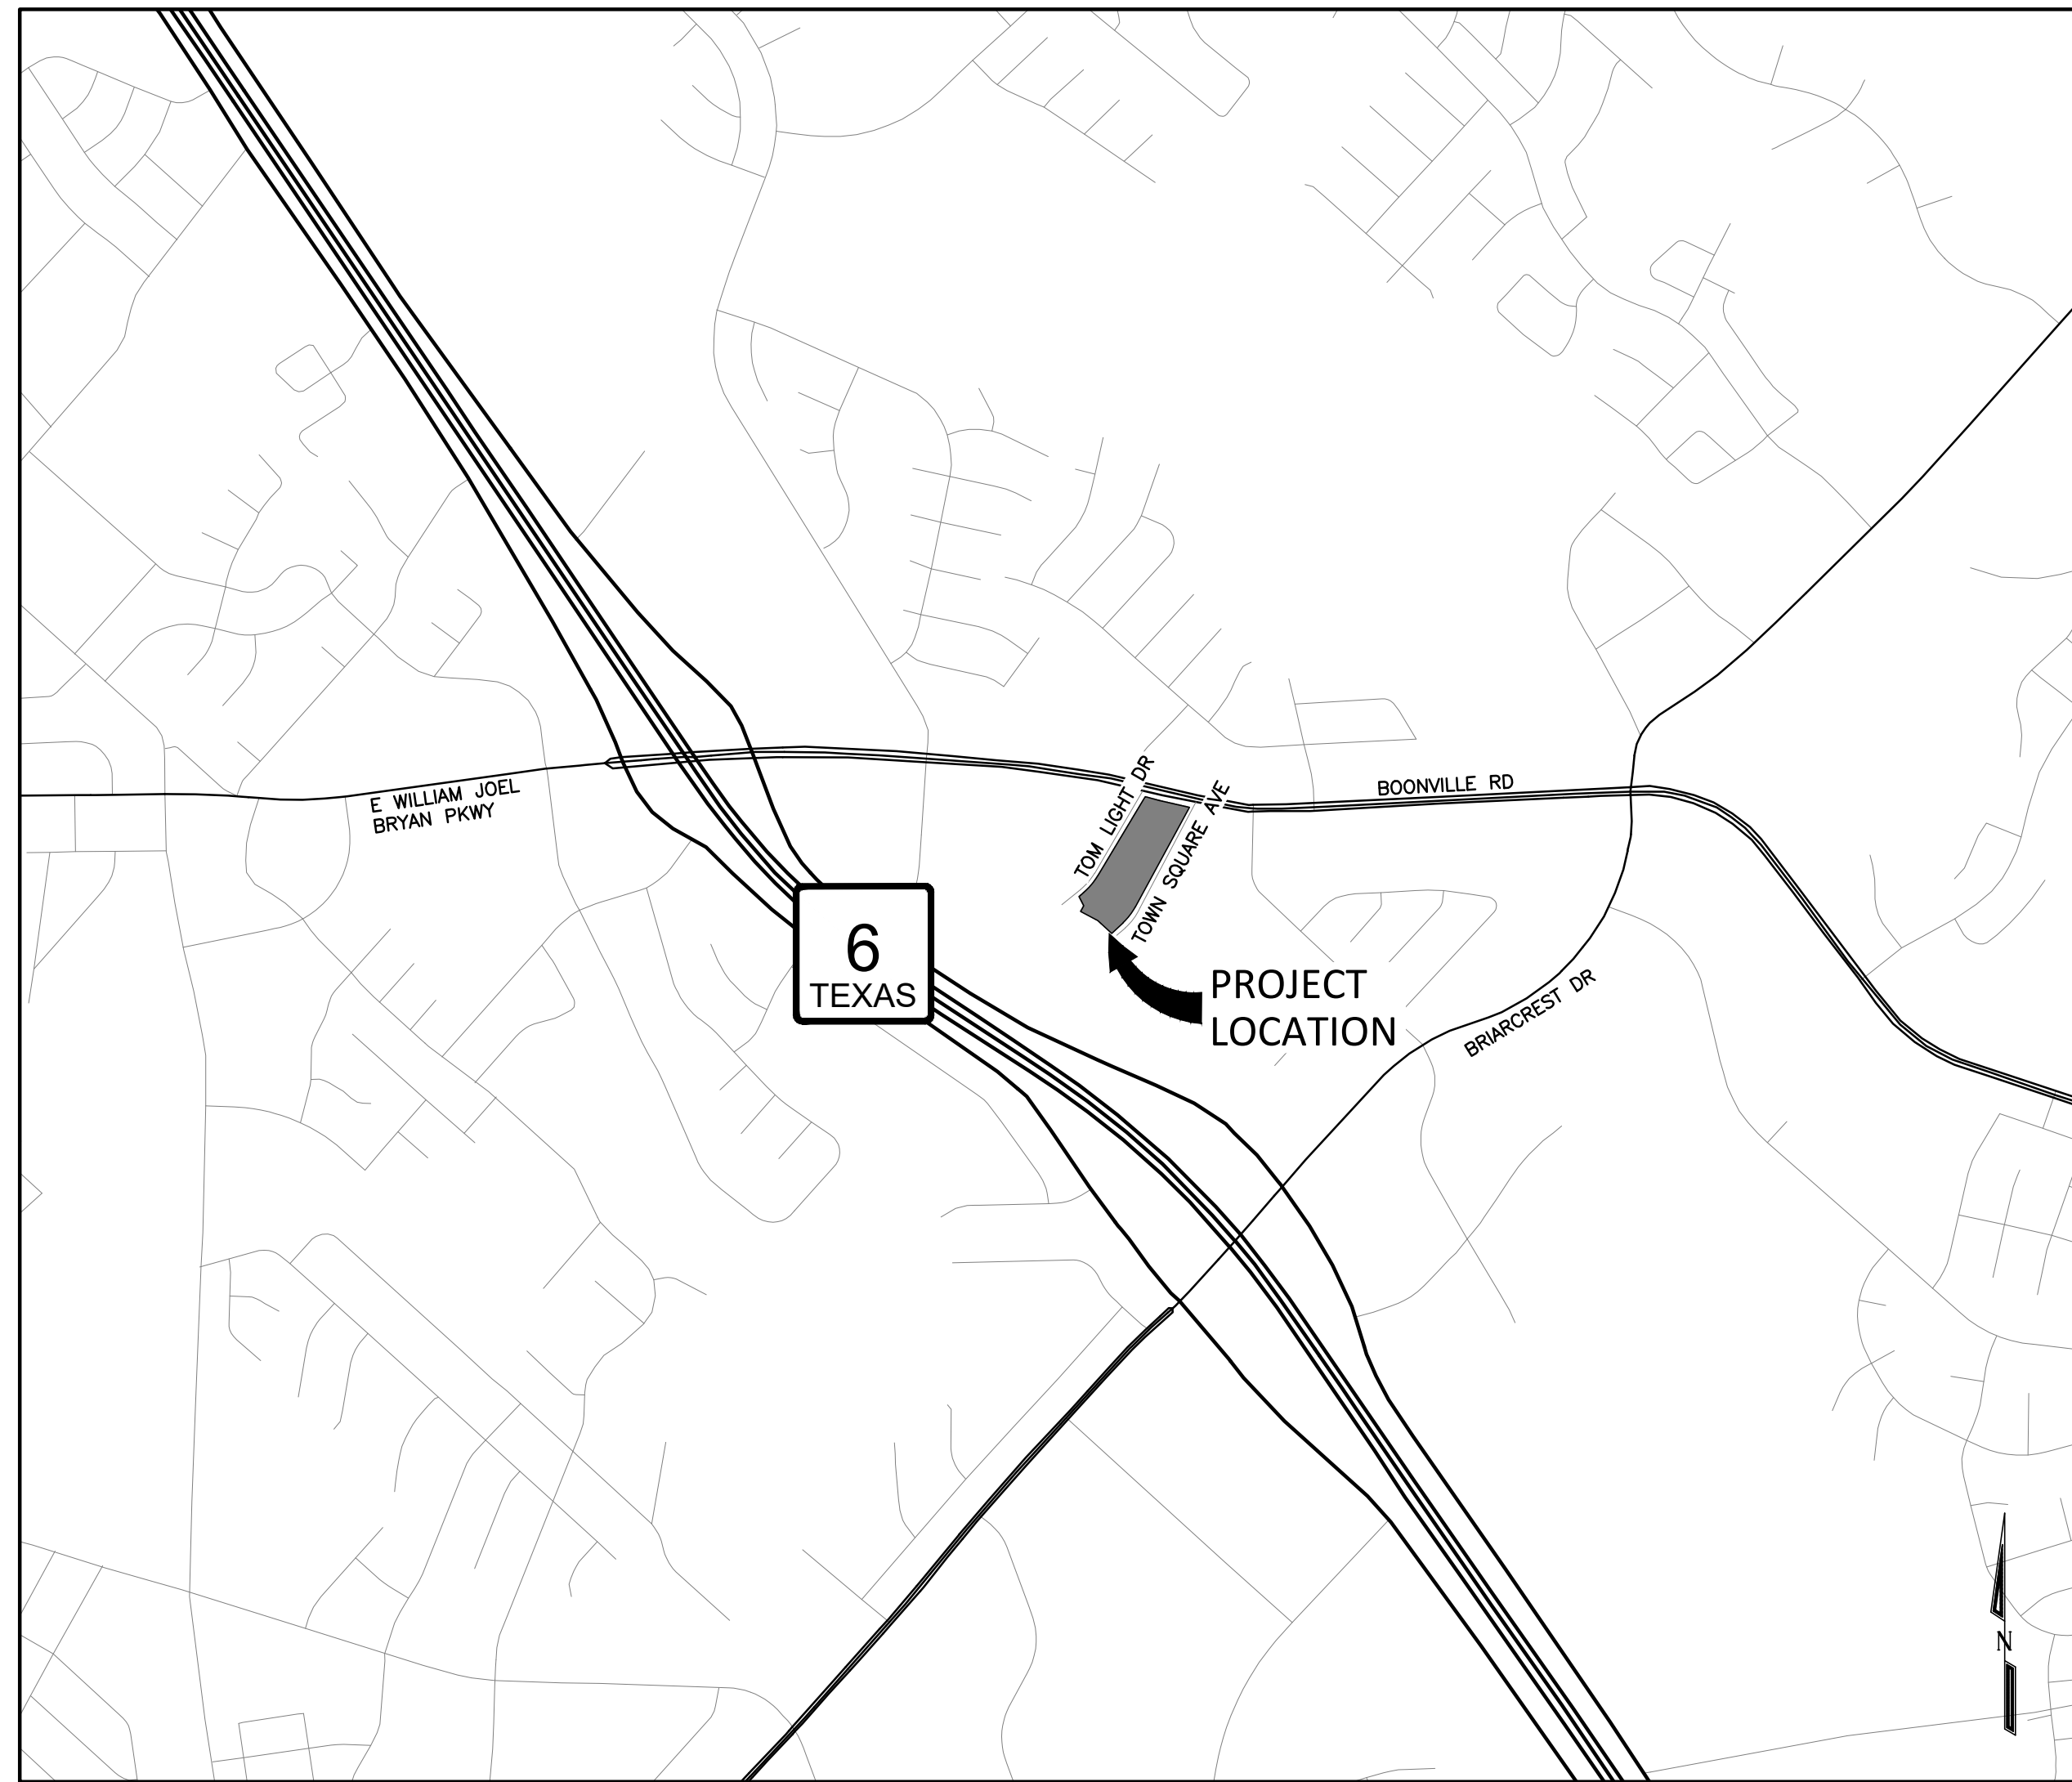 TOM LIGHT DR
TOWN SQUARE AVE
BOONVILLE RD
E WILLIAM JOEL
BRYAN PKWY
6
TEXAS
PROJECT
LOCATION
BRIARCREST DR
N